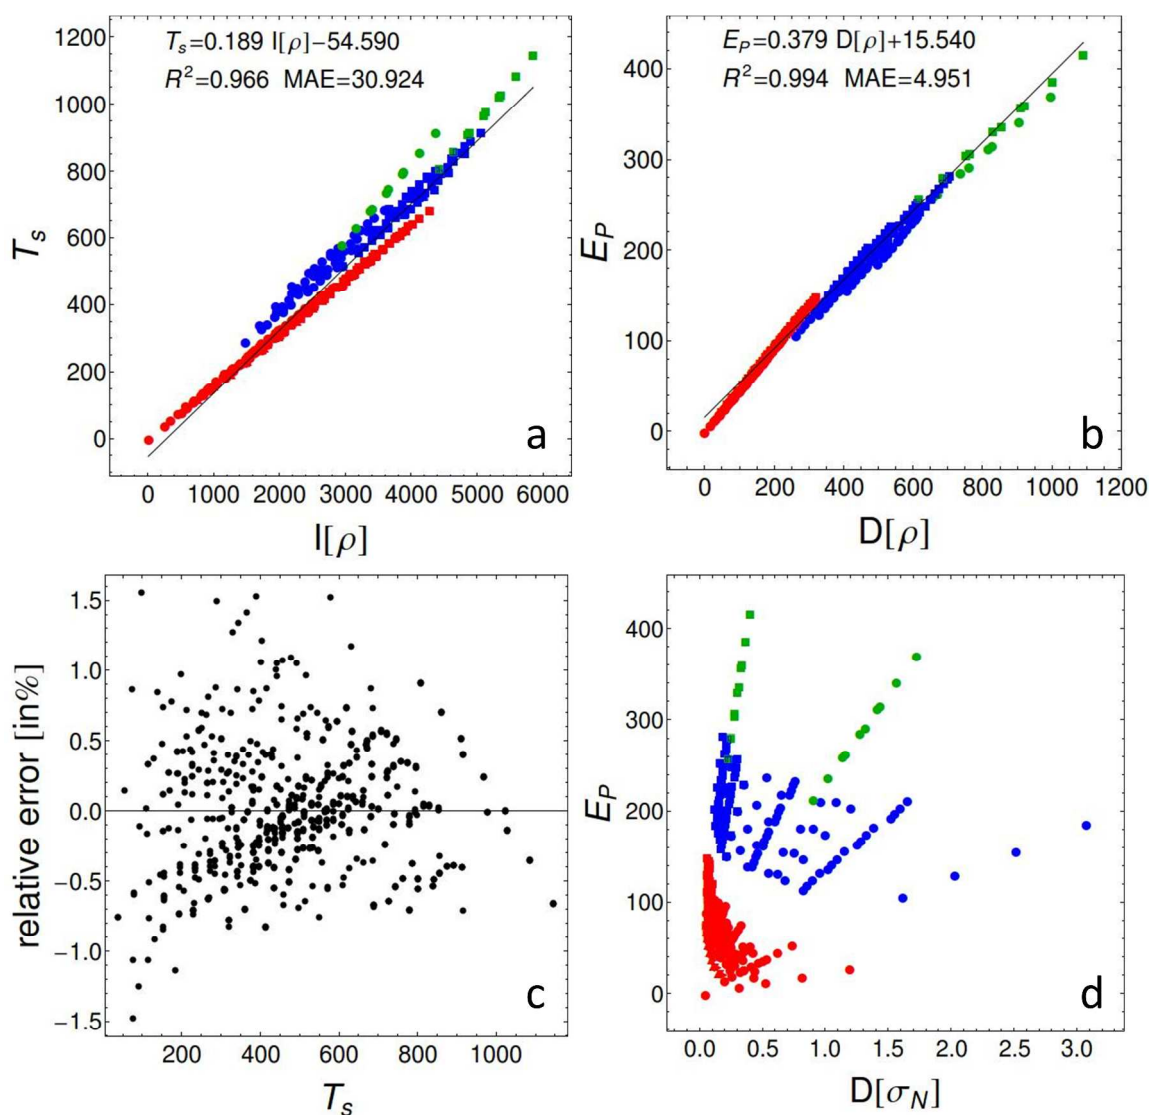 T_s=0.189 I[ρ]−54.590
R²=0.966 MAE=30.924
1200
1000
800
600
400
200
0
T_s
a
0 1000 2000 3000 4000 5000 6000
I[ρ]
E_P=0.379 D[ρ]+15.540
R²=0.994 MAE=4.951
400
300
200
100
0
E_P
b
0 200 400 600 800 1000 1200
D[ρ]
1.5
1.0
0.5
0.0
−0.5
−1.0
−1.5
relative error [in%]
c
200 400 600 800 1000
T_s
400
300
200
100
0
E_P
d
0.0 0.5 1.0 1.5 2.0 2.5 3.0
D[σ_N]